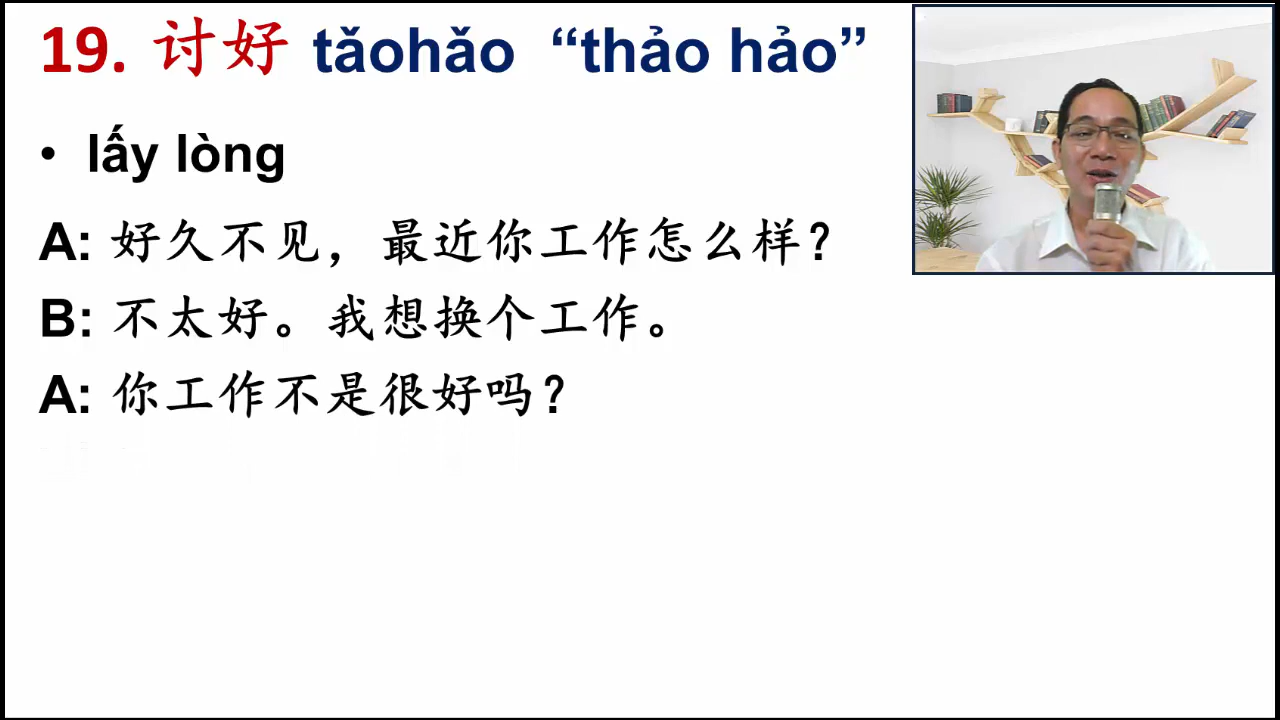 19. 讨好 tǎohǎo “thảo hảo”
• lấy lòng
A: 好久不见，最近你工作怎么样？
B: 不太好。我想换个工作。
A: 你工作不是很好吗？